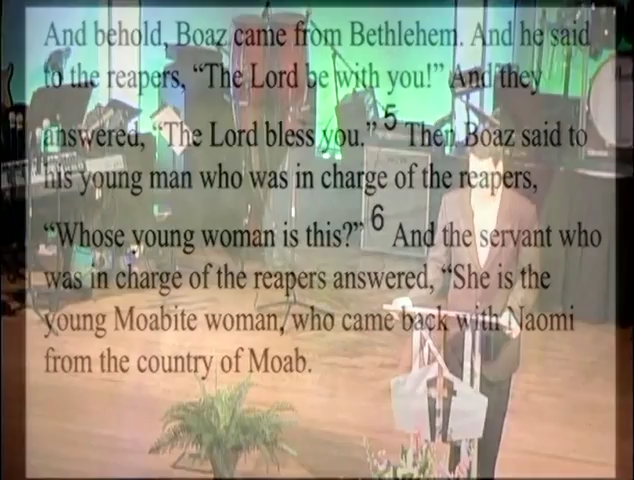 And behold, Boaz came from Bethlehem. And he said
to the reapers, “The Lord be with you!” And they
answered, “The Lord bless you.” 5 Then Boaz said to
his young man who was in charge of the reapers,
“Whose young woman is this?” 6 And the servant who
was in charge of the reapers answered, “She is the
young Moabite woman, who came back with Naomi
from the country of Moab.